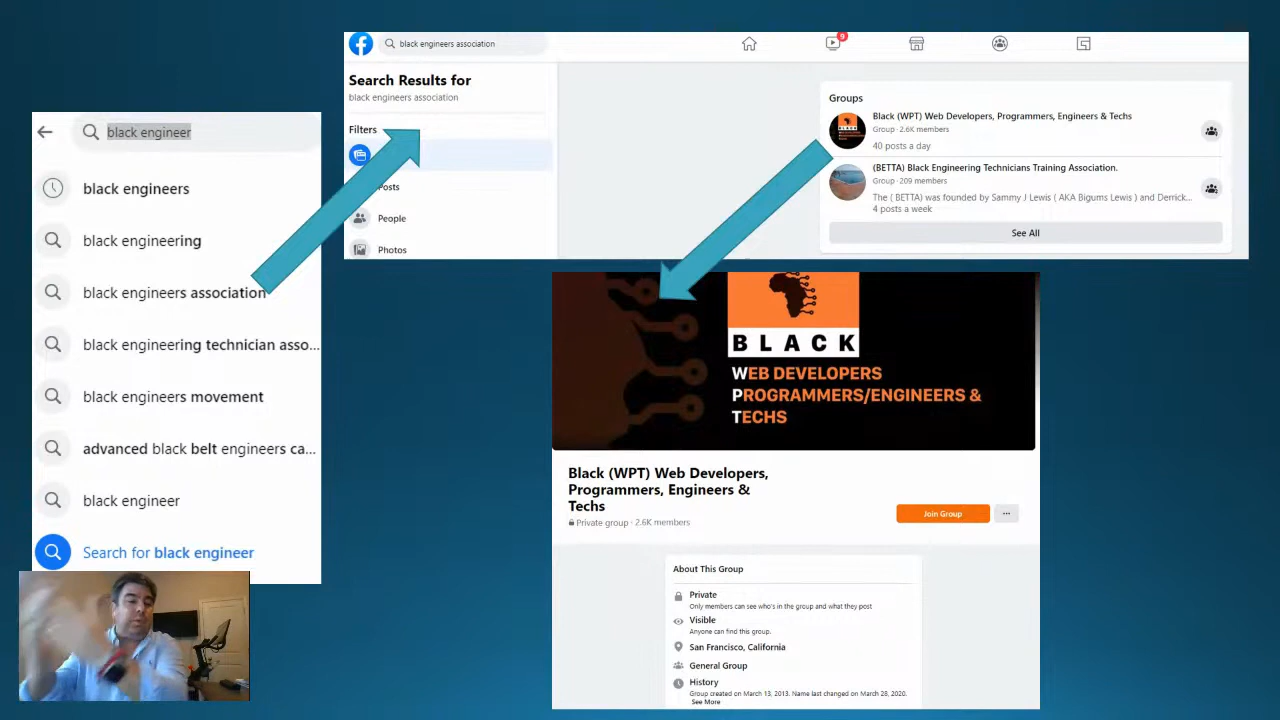 black engineer
black engineers
black engineering
black engineers association
black engineering technician asso...
black engineers movement
advanced black belt engineers ca...
black engineer
Search for black engineer
black engineers association
9
Search Results for
black engineers association
Filters
Posts
People
Photos
Groups
Black (WPT) Web Developers, Programmers, Engineers & Techs
Group · 2.6K members
40 posts a day
(BETTA) Black Engineering Technicians Training Association.
Group · 209 members
The ( BETTA) was founded by Sammy J Lewis ( AKA Bigums Lewis ) and Derrick...
4 posts a week
See All
BLACK
WEB DEVELOPERS
PROGRAMMERS/ENGINEERS &
TECHS
Black (WPT) Web Developers,
Programmers, Engineers &
Techs
Private group · 2.6K members
Join Group
About This Group
Private
Only members can see who's in the group and what they post
Visible
Anyone can find this group.
San Francisco, California
General Group
History
Group created on March 13, 2013. Name last changed on March 28, 2020.
See More